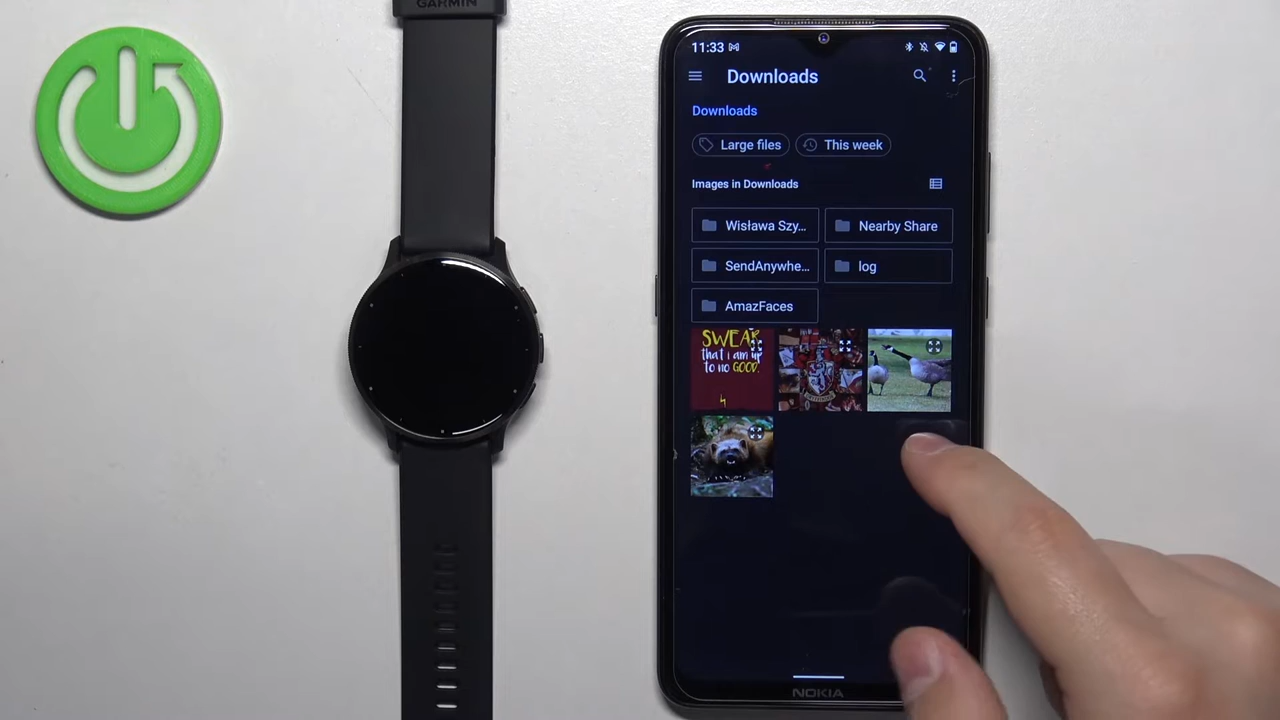 GARMIN
11:33
Downloads
Downloads
Large files
This week
Images in Downloads
Wisława Szy...
Nearby Share
SendAnywhe...
log
AmazFaces
SWEAR
that i am up
to no GOOD.
NOKIA